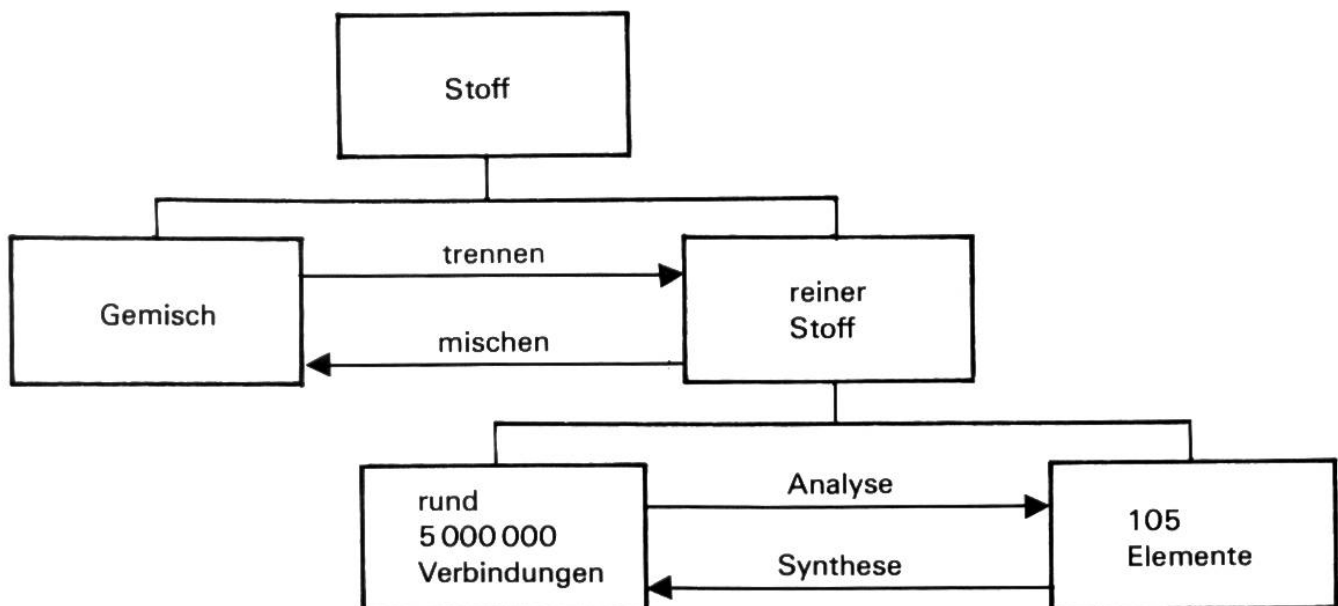 Stoff
trennen
Gemisch
mischen
reiner
Stoff
rund
5 000 000
Verbindungen
Analyse
Synthese
105
Elemente